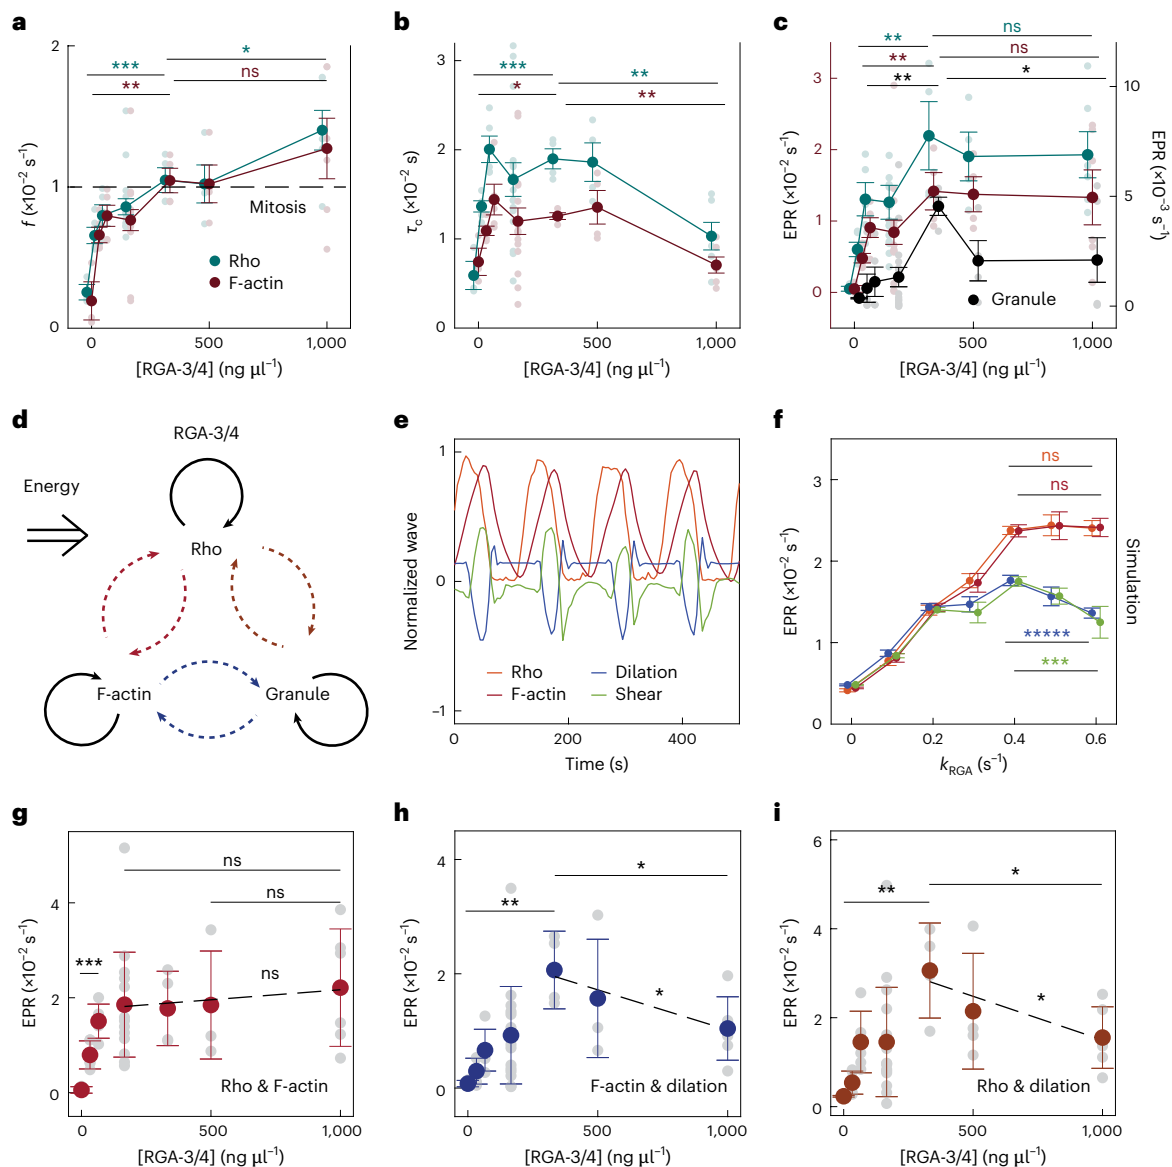 a
2
1
0
f (×10⁻² s⁻¹)
***
**
*
ns
Mitosis
Rho
F-actin
0
500
1,000
[RGA-3/4] (ng μl⁻¹)
b
3
2
1
0
τc (×10⁻² s)
***
*
**
**
0
500
1,000
[RGA-3/4] (ng μl⁻¹)
c
3
2
1
0
EPR (×10⁻² s⁻¹)
**
**
**
ns
ns
*
10
5
0
EPR (×10⁻³ s⁻¹)
Granule
0
500
1,000
[RGA-3/4] (ng μl⁻¹)
d
RGA-3/4
Energy
Rho
F-actin
Granule
e
1
0
−1
Normalized wave
Rho
F-actin
Dilation
Shear
0
200
400
Time (s)
f
3
2
1
0
EPR (×10⁻² s⁻¹)
ns
ns
*****
***
Simulation
0
0.2
0.4
0.6
kRGA (s⁻¹)
g
4
2
0
EPR (×10⁻² s⁻¹)
***
ns
ns
ns
Rho & F-actin
0
500
1,000
[RGA-3/4] (ng μl⁻¹)
h
4
2
0
EPR (×10⁻² s⁻¹)
**
*
*
F-actin & dilation
0
500
1,000
[RGA-3/4] (ng μl⁻¹)
i
6
4
2
0
EPR (×10⁻² s⁻¹)
**
*
*
Rho & dilation
0
500
1,000
[RGA-3/4] (ng μl⁻¹)